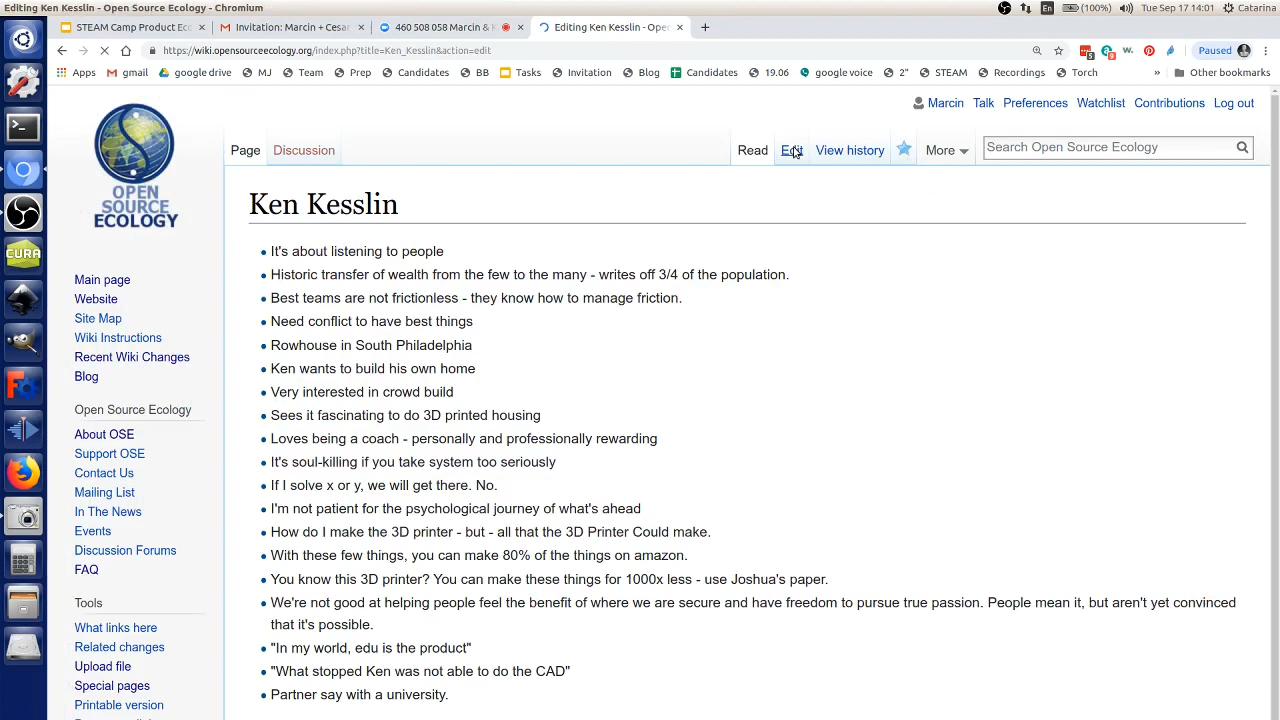 Editing Ken Kesslin - Open Source Ecology - Chromium
En (100%) Tue Sep 17 14:01 Catarina
STEAM Camp Product Ec × Invitation: Marcin + Cesar × 460 508 058 Marcin & K × Editing Ken Kesslin - Ope × +
https://wiki.opensourceecology.org/index.php?title=Ken_Kesslin&action=edit Paused
Apps gmail google drive MJ Team Prep Candidates BB Tasks Invitation Blog Candidates 19.06 google voice 2" STEAM Recordings Torch » Other bookmarks
Marcin Talk Preferences Watchlist Contributions Log out
Page Discussion Read Edit View history More Search Open Source Ecology
OPEN
SOURCE
ECOLOGY
Main page
Website
Site Map
Wiki Instructions
Recent Wiki Changes
Blog
Open Source Ecology
About OSE
Support OSE
Contact Us
Mailing List
In The News
Events
Discussion Forums
FAQ
Tools
What links here
Related changes
Upload file
Special pages
Printable version
CURA
Ken Kesslin
It's about listening to people
Historic transfer of wealth from the few to the many - writes off 3/4 of the population.
Best teams are not frictionless - they know how to manage friction.
Need conflict to have best things
Rowhouse in South Philadelphia
Ken wants to build his own home
Very interested in crowd build
Sees it fascinating to do 3D printed housing
Loves being a coach - personally and professionally rewarding
It's soul-killing if you take system too seriously
If I solve x or y, we will get there. No.
I'm not patient for the psychological journey of what's ahead
How do I make the 3D printer - but - all that the 3D Printer Could make.
With these few things, you can make 80% of the things on amazon.
You know this 3D printer? You can make these things for 1000x less - use Joshua's paper.
We're not good at helping people feel the benefit of where we are secure and have freedom to pursue true passion. People mean it, but aren't yet convinced
that it's possible.
"In my world, edu is the product"
"What stopped Ken was not able to do the CAD"
Partner say with a university.